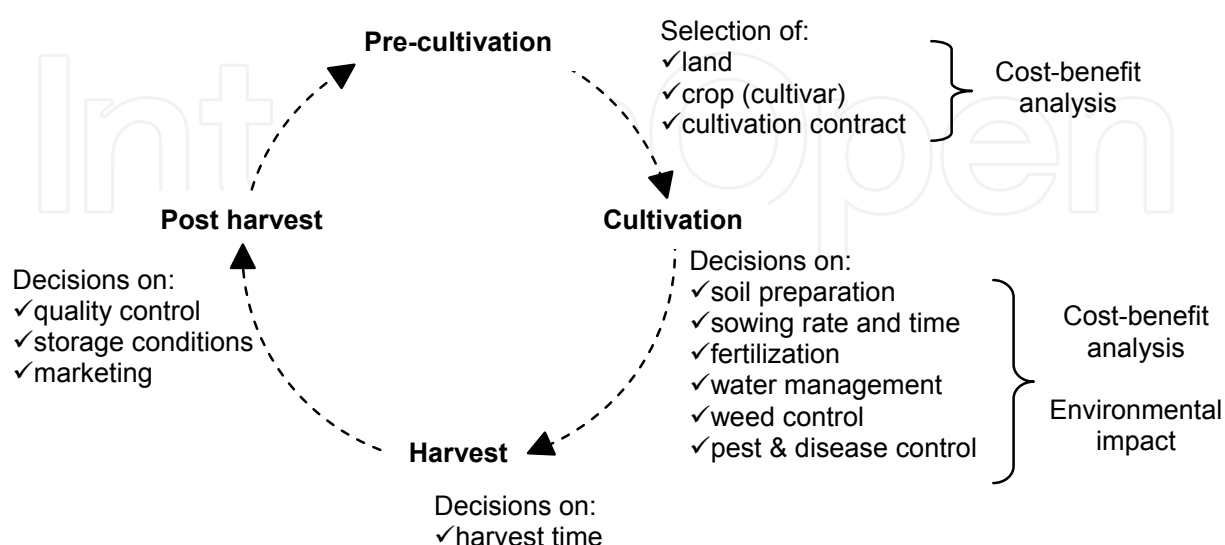 Pre-cultivation
Selection of:
✓land
✓crop (cultivar)
✓cultivation contract
Cost-benefit
analysis
Post harvest
Cultivation
Decisions on:
✓quality control
✓storage conditions
✓marketing
Decisions on:
✓soil preparation
✓sowing rate and time
✓fertilization
✓water management
✓weed control
✓pest & disease control
Cost-benefit
analysis
Environmental
impact
Harvest
Decisions on:
✓harvest time